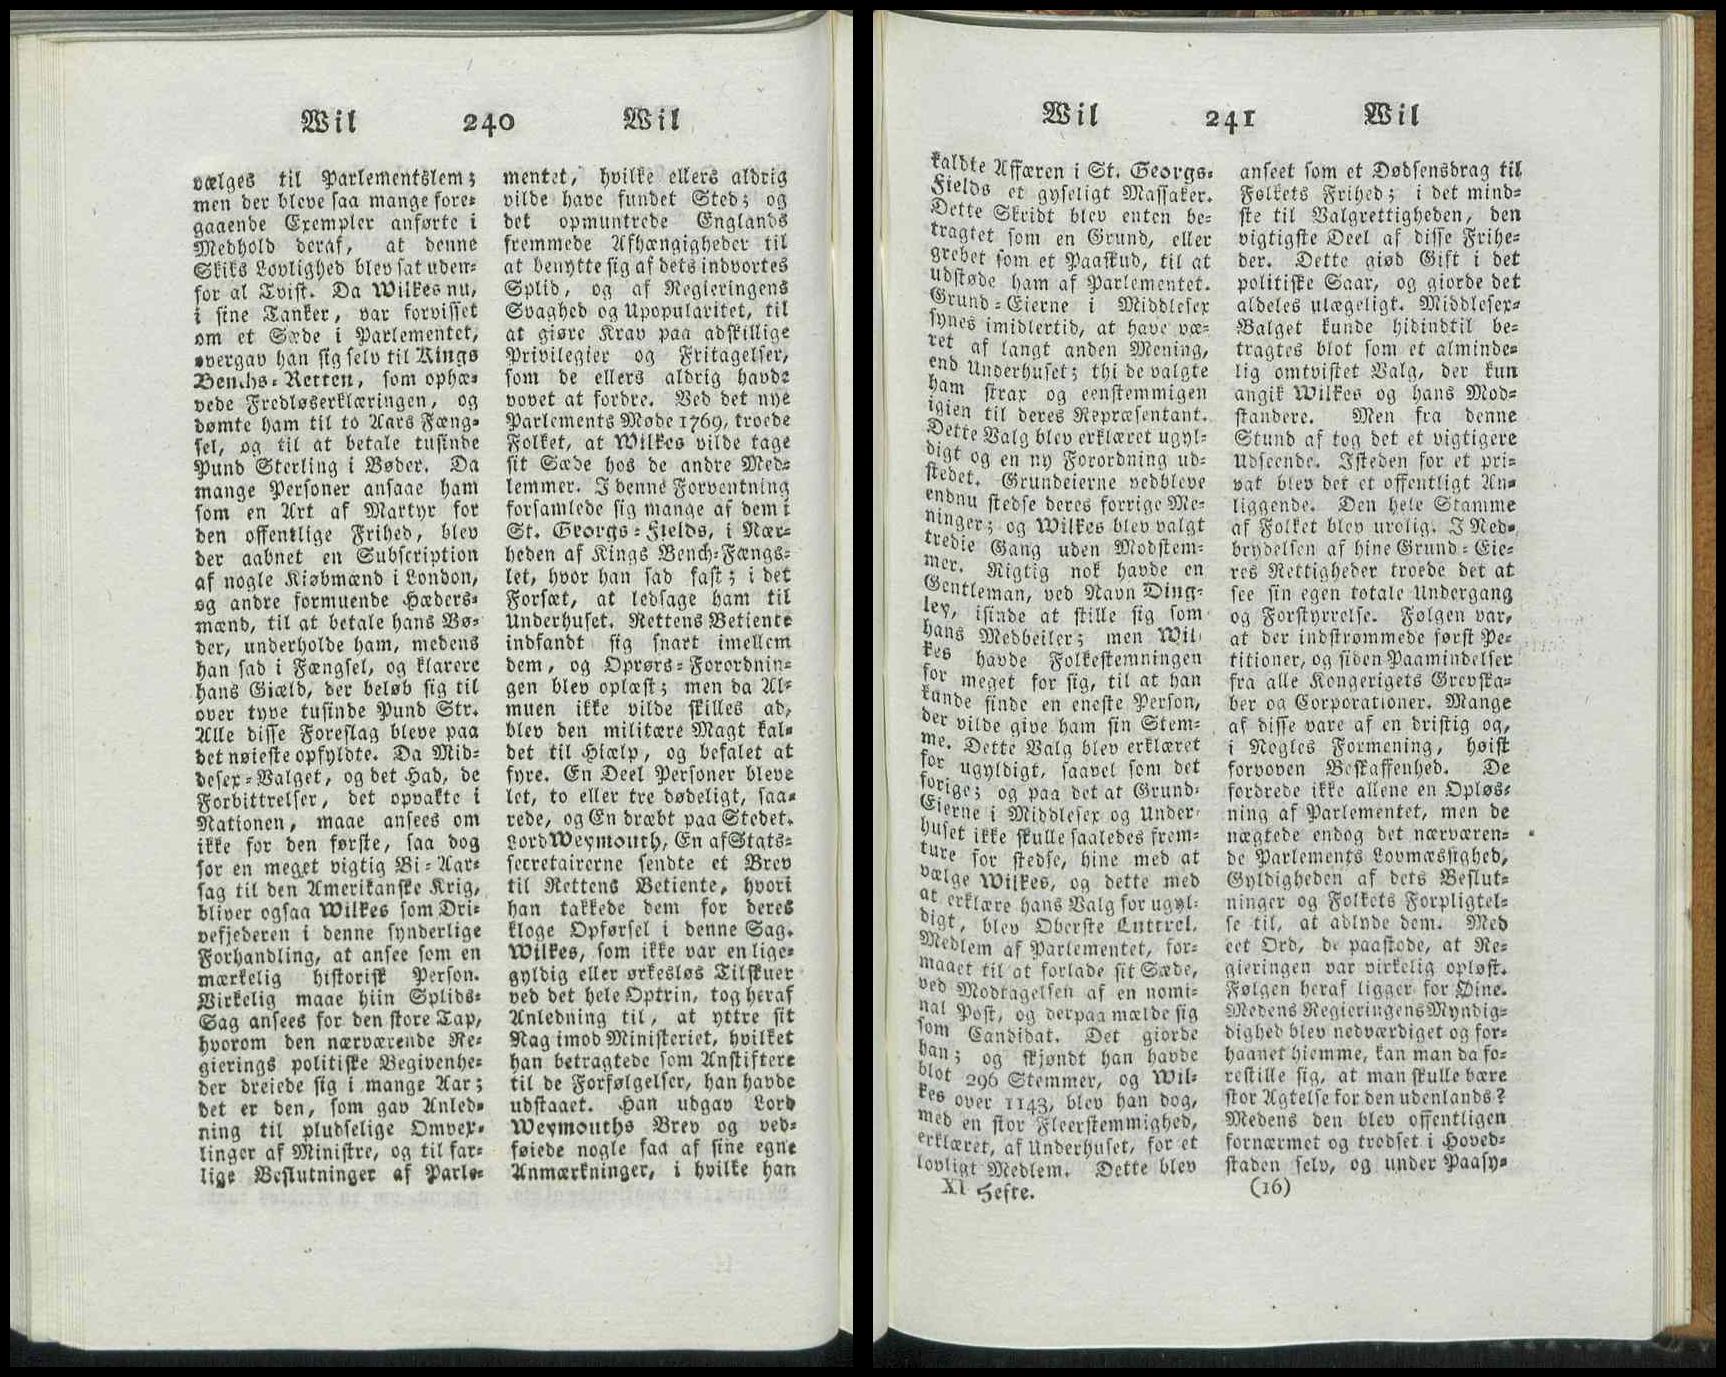 Wil 240 Wil
vælges til Parlementslem;
men der bleve saa mange fore-
gaaende Exempler anførte i
Medhold deraf, at denne
Skiks Lovlighed blev sat uden-
for al Tvist. Da Wilkes nu,
i sine Tanker, var forvisset
om et Sæde i Parlementet,
overgav han sig selv til Kings
Benchs-Retten, som ophæ-
vede Fredløserklæringen, og
dømte ham til to Aars Fæng-
sel, og til at betale tusinde
Pund Sterling i Bøder. Da
mange Personer ansaae ham
som en Art af Martyr for
den offentlige Frihed, blev
der aabnet en Subscription
af nogle Kiøbmænd i London,
og andre formuende Hæders-
mænd, til at betale hans Bø-
der, underholde ham, medens
han sad i Fængsel, og klarere
hans Giæld, der beløb sig til
over tyve tusinde Pund Str.
Alle disse Foreslag bleve paa
det nøieste opfyldte. Da Mid-
desex-Valget, og det Had, de
Forbittrelser, det opvakte i
Nationen, maae ansees om
ikke for den første, saa dog
for en meget vigtig Bi-Aar-
sag til den Amerikanske Krig,
bliver ogsaa Wilkes som Dri-
vefjederen i denne synderlige
Forhandling, at ansee som en
mærkelig historisk Person.
Virkelig maae hiin Splids-
Sag ansees for den store Tap,
hvorom den nærværende Re-
gierings politiske Begivenhe-
der dreiede sig i mange Aar;
det er den, som gav Anled-
ning til pludselige Omvex-
linger af Ministre, og til far-
lige Beslutninger af Parle-
mentet, hvilke ellers aldrig
vilde have fundet Sted; og
det opmuntrede Englands
fremmede Afhængigheder til
at benytte sig af dets indvortes
Splid, og af Regieringens
Svaghed og Upopularitet, til
at giøre Krav paa adskillige
Privilegier og Fritagelser,
som de ellers aldrig havde
vovet at fordre. Ved det nye
Parlements Møde 1769, troede
Folket, at Wilkes vilde tage
sit Sæde hos de andre Med-
lemmer. I denne Forventning
forsamlede sig mange af dem i
St. Georgs-Fields, i Nær-
heden af Kings Bench-Fængs-
let, hvor han sad fast; i det
Forsæt, at ledsage ham til
Underhuset. Rettens Betiente
indfandt sig snart imellem
dem, og Oprørs-Forordnin-
gen blev oplæst; men da Al-
muen ikke vilde skilles ad,
blev den militære Magt kal-
det til Hiælp, og befalet at
fyre. En Deel Personer bleve
let, to eller tre dødeligt, saa-
rede, og En dræbt paa Stedet.
Lord Weymouth, En af Stats-
secretairerne sendte et Brev
til Rettens Betiente, hvori
han takkede dem for deres
kloge Opførsel i denne Sag.
Wilkes, som ikke var en lige-
gyldig eller ørkesløs Tilskuer
ved det hele Optrin, tog heraf
Anledning til, at yttre sit
Nag imod Ministeriet, hvilket
han betragtede som Anstiftere
til de Forfølgelser, han havde
udstaaet. Han udgav Lord
Weymouths Brev og ved-
føiede nogle faa af sine egne
Anmærkninger, i hvilke han
Wil 241 Wil
kaldte Affæren i St. Georgs-
Fields et gyseligt Massaker.
Dette Skridt blev enten be-
tragtet som en Grund, eller
grebet som et Paaskud, til at
udstøde ham af Parlementet.
Grund-Eierne i Middlesex
synes imidlertid, at have væ-
ret af langt anden Mening,
end Underhuset; thi de valgte
ham strax og eenstemmigen
igien til deres Repræsentant.
Dette Valg blev erklæret ugyl-
digt og en ny Forordning ud-
stedet. Grundeierne vedbleve
endnu stedse deres forrige Me-
ninger; og Wilkes blev valgt
tredie Gang uden Modstem-
mer. Rigtig nok havde en
Gentleman, ved Navn Ding-
ley, isinde at stille sig som
hans Medbeiler; men Wil-
kes havde Folkestemningen
for meget for sig, til at han
kunde finde en eneste Person,
der vilde give ham sin Stem-
me. Dette Valg blev erklæret
for ugyldigt, saavel som det
forige; og paa det at Grund-
Eierne i Middlesex og Under-
huset ikke skulle saaledes frem-
ture for stedse, hine med at
vælge Wilkes, og dette med
at erklære hans Valg for ugyl-
digt, blev Oberste Luttrel,
Medlem af Parlementet, for-
maaet til at forlade sit Sæde,
ved Modtagelsen af en nomi-
nal Post, og derpaa mælde sig
som Candidat. Det giorde
han; og skjøndt han havde
blot 296 Stemmer, og Wil-
kes over 1143, blev han dog,
med en stor Fleerstemmighed,
erklæret, af Underhuset, for et
lovligt Medlem. Dette blev
anseet som et Dødsensdrag til
Folkets Frihed; i det mind-
ste til Valgrettigheden, den
vigtigste Deel af disse Frihe-
der. Dette giød Gift i det
politiske Saar, og giorde det
aldeles ulægeligt. Middlesex-
Valget kunde hidindtil be-
tragtes blot som et alminde-
lig omtvistet Valg, der kun
angik Wilkes og hans Mod-
standere. Men fra denne
Stund af tog det et vigtigere
Udseende. Isteden for et pri-
vat blev det et offentligt An-
liggende. Den hele Stamme
af Folket blev urolig. I Ned-
brydelsen af hine Grund-Eie-
res Rettigheder troede det at
see sin egen totale Undergang
og Forstyrrelse. Følgen var,
at der indstrømmede først Pe-
titioner, og siden Paamindelser
fra alle Kongerigets Grevska-
ber og Corporationer. Mange
af disse vare af en dristig og,
i Nogles Formening, høist
forvoven Beskaffenhed. De
fordrede ikke allene en Opløs-
ning af Parlementet, men de
nægtede endog det nærværen-
de Parlements Lovmæssighed,
Gyldigheden af dets Beslut-
ninger og Folkets Forpligtel-
se til, at adlyde dem. Med
eet Ord, de paastode, at Re-
gieringen var virkelig opløst.
Følgen heraf ligger for Øine.
Medens Regieringens Myndig-
dighed blev nedværdiget og for-
haanet hiemme, kan man da fo-
restille sig, at man skulle bære
stor Agtelse for den udenlands?
Medens den blev offentligen
fornærmet og trodset i Hoved-
staden selv, og under Paasy-
XI Hefte. (16)